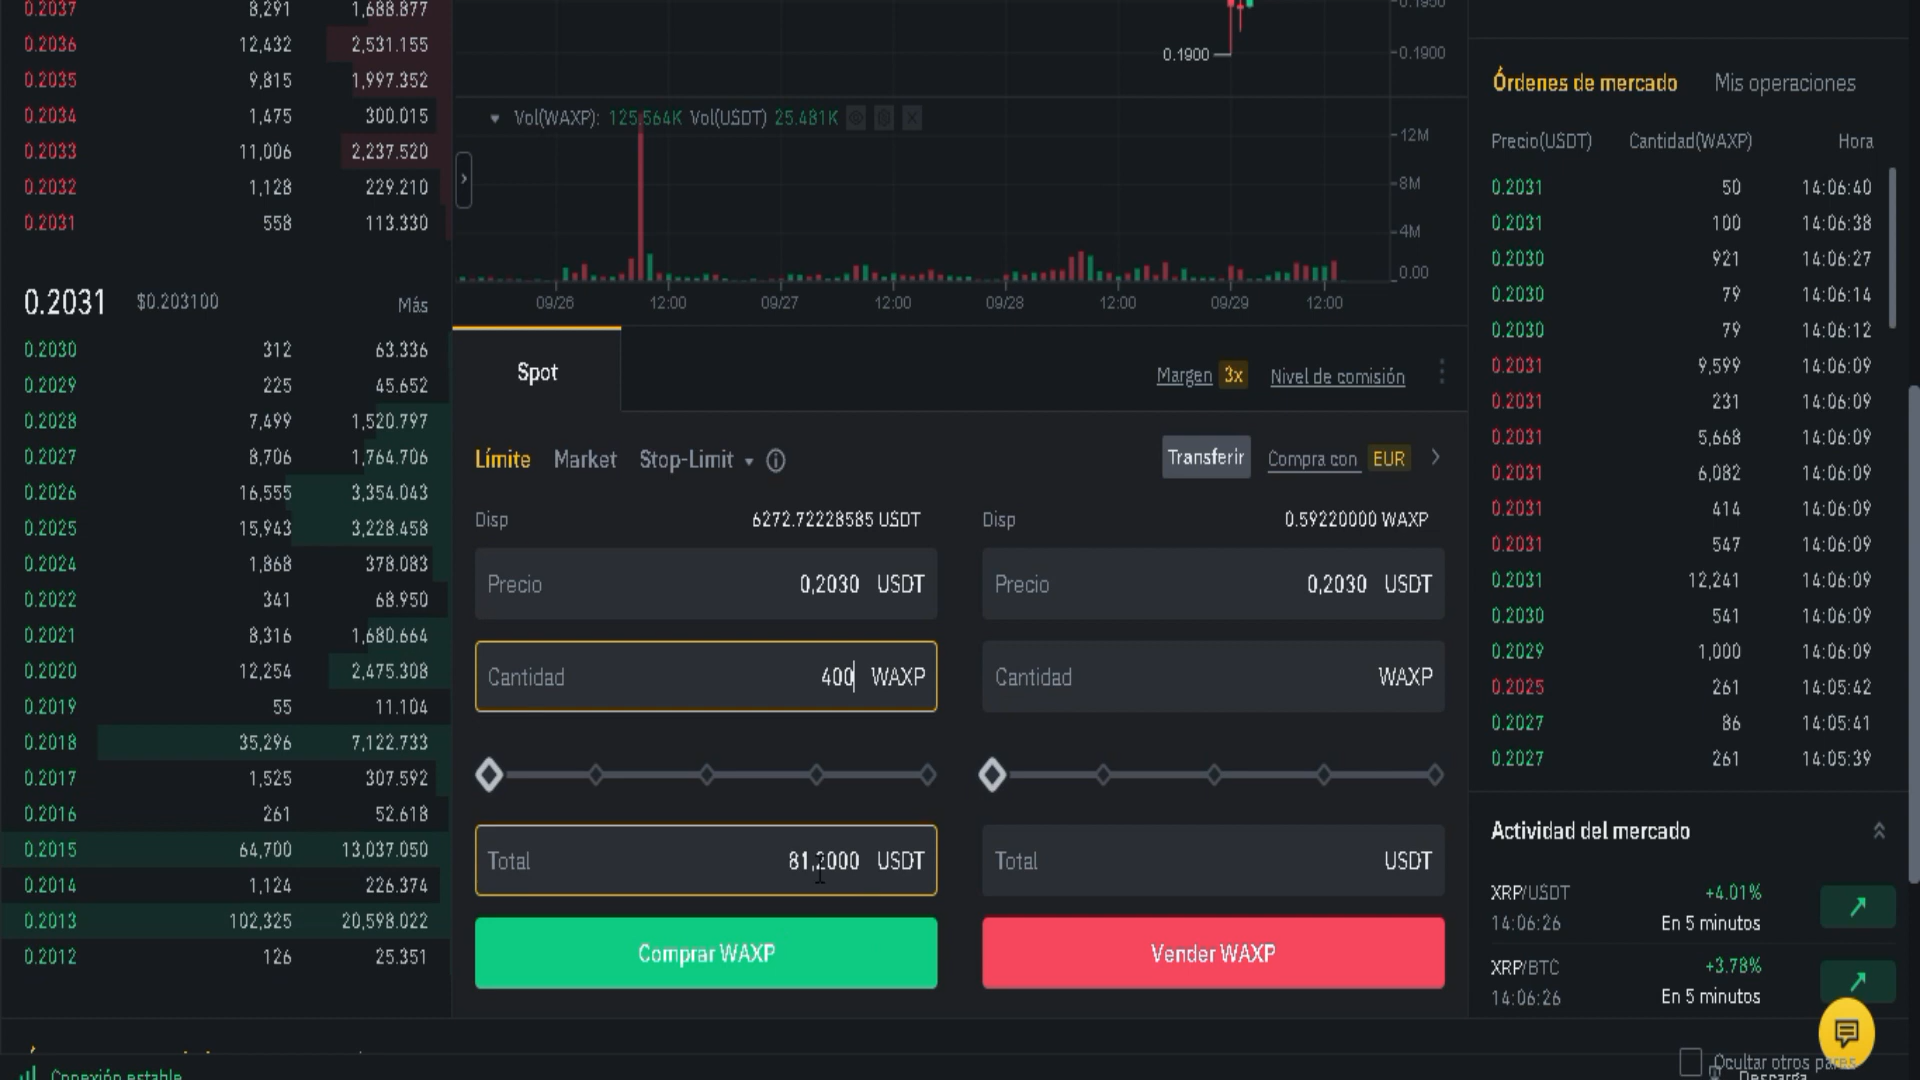 0.2037 8,291 1,688.877
0.2036 12,432 2,531.155
0.2035 9,815 1,997.352
0.2034 1,475 300.015
0.2033 11,006 2,237.520
0.2032 1,128 229.210
0.2031 558 113.330
0.2031 $0.203100 Más
0.2030 312 63.336
0.2029 225 45.652
0.2028 7,499 1,520.797
0.2027 8,706 1,764.706
0.2026 16,555 3,354.043
0.2025 15,943 3,228.458
0.2024 1,868 378.083
0.2022 341 68.950
0.2021 8,316 1,680.664
0.2020 12,254 2,475.308
0.2019 55 11.104
0.2018 35,296 7,122.733
0.2017 1,525 307.592
0.2016 261 52.618
0.2015 64,700 13,037.050
0.2014 1,124 226.374
0.2013 102,325 20,598.022
0.2012 126 25.351
0.1950
0.1900
0.1900
Vol(WAXP): 125.564K Vol(USDT) 25.481K
12M
8M
4M
0.00
09/26 12:00 09/27 12:00 09/28 12:00 09/29 12:00
Spot
Margen 3x Nivel de comisión
Límite Market Stop-Limit
Transferir Compra con EUR
Disp 6272.72228585 USDT
Precio 0,2030 USDT
Cantidad 400 WAXP
Total 81,2000 USDT
Comprar WAXP
Disp 0.59220000 WAXP
Precio 0,2030 USDT
Cantidad WAXP
Total USDT
Vender WAXP
Órdenes de mercado Mis operaciones
Precio(USDT) Cantidad(WAXP) Hora
0.2031 50 14:06:40
0.2031 100 14:06:38
0.2030 921 14:06:27
0.2030 79 14:06:14
0.2030 79 14:06:12
0.2031 9,599 14:06:09
0.2031 231 14:06:09
0.2031 5,668 14:06:09
0.2031 6,082 14:06:09
0.2031 414 14:06:09
0.2031 547 14:06:09
0.2031 12,241 14:06:09
0.2030 541 14:06:09
0.2029 1,000 14:06:09
0.2025 261 14:05:42
0.2027 86 14:05:41
0.2027 261 14:05:39
Actividad del mercado
XRP/USDT +4.01%
14:06:26 En 5 minutos
XRP/BTC +3.78%
14:06:26 En 5 minutos
Ocultar otros pares
Conexión estable
Descarga